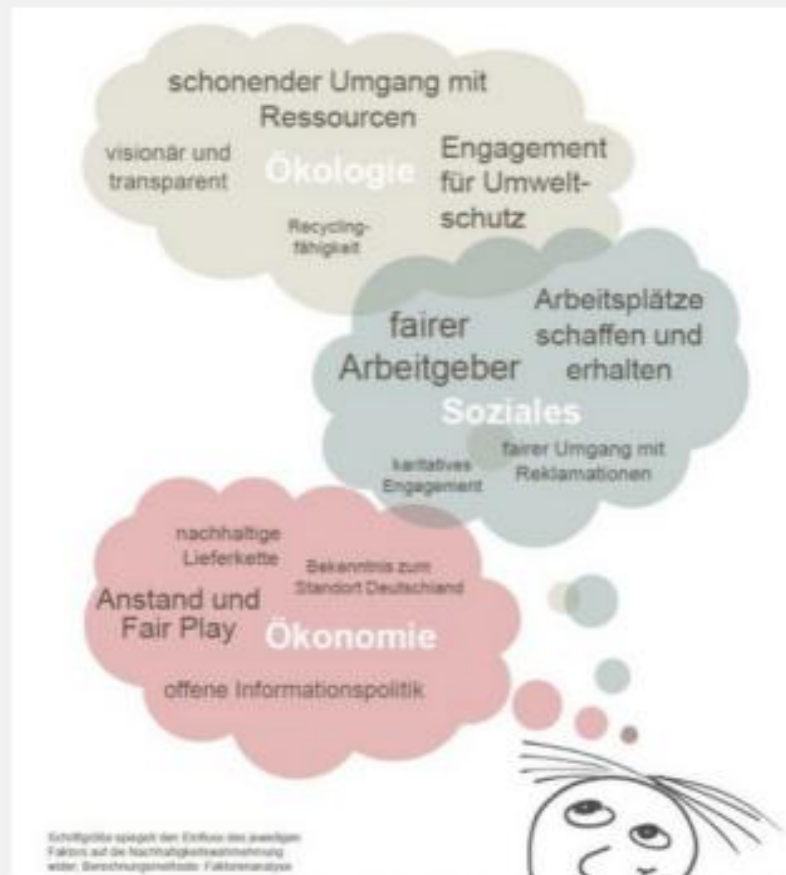 schonender Umgang mit
Ressourcen
visionär und
transparent
Ökologie
Engagement
für Umwelt-
schutz
Recycling-
fähigkeit
fairer
Arbeitgeber
Arbeitsplätze
schaffen und
erhalten
Soziales
karitatives
Engagement
fairer Umgang mit
Reklamationen
nachhaltige
Lieferkette
Bekenntnis zum
Standort Deutschland
Anstand und
Fair Play
Ökonomie
offene Informationspolitik
Schriftgröße spiegelt den Einfluss des jeweiligen
Faktors auf die Nachhaltigkeitswahrnehmung
wider; Berechnungsmethode: Faktorenanalyse